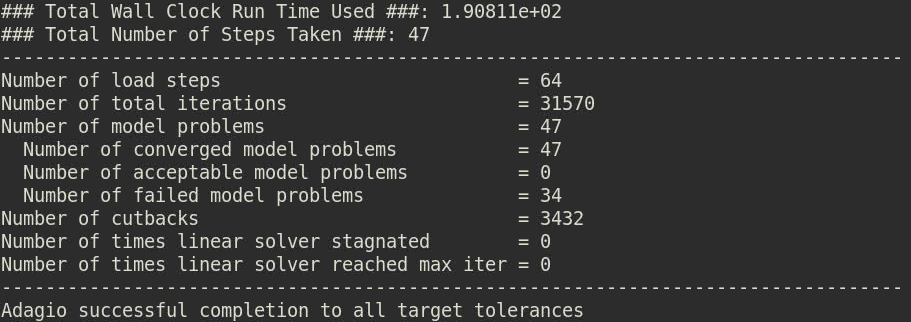 ### Total Wall Clock Run Time Used ###: 1.90811e+02
### Total Number of Steps Taken ###: 47
--------------------------------------------------------------------------------
Number of load steps = 64
Number of total iterations = 31570
Number of model problems = 47
Number of converged model problems = 47
Number of acceptable model problems = 0
Number of failed model problems = 34
Number of cutbacks = 3432
Number of times linear solver stagnated = 0
Number of times linear solver reached max iter = 0
--------------------------------------------------------------------------------
Adagio successful completion to all target tolerances